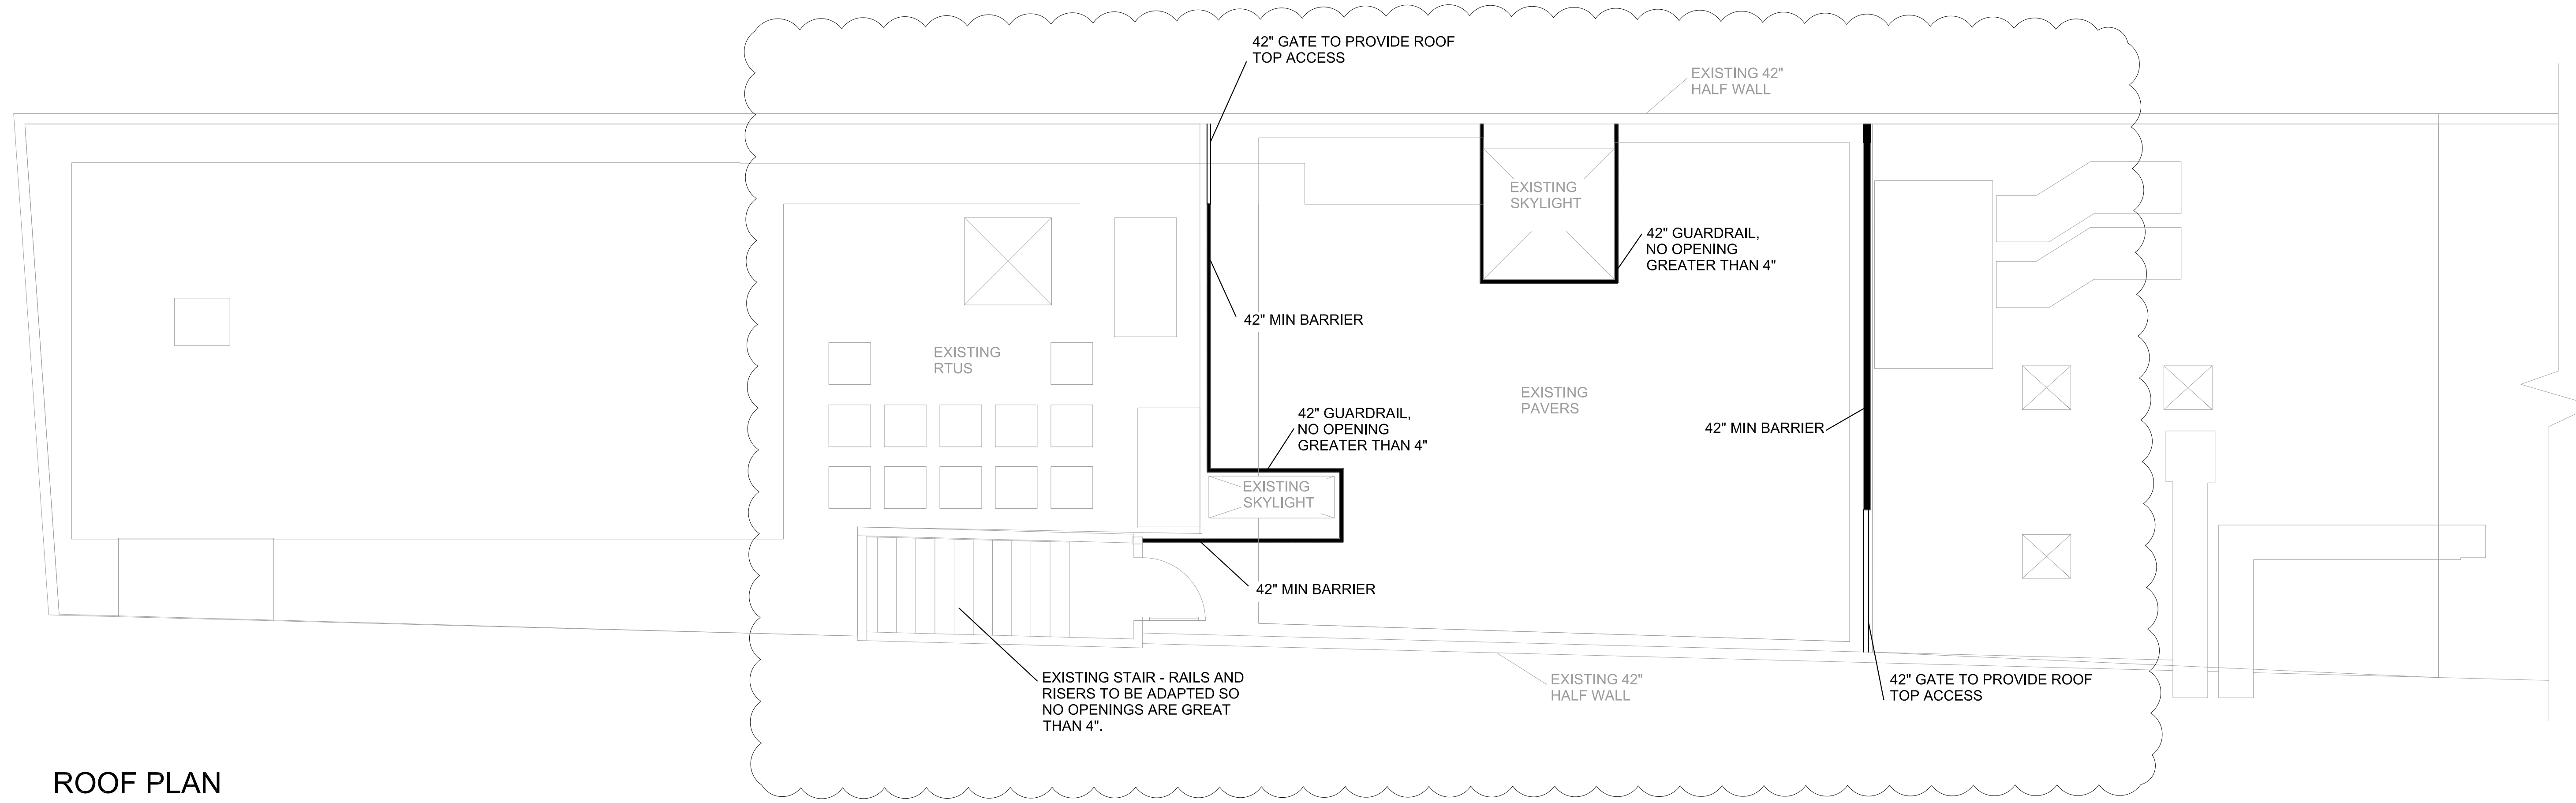 42" GATE TO PROVIDE ROOF
TOP ACCESS
EXISTING 42"
HALF WALL
EXISTING
SKYLIGHT
42" GUARDRAIL,
NO OPENING
GREATER THAN 4"
42" MIN BARRIER
EXISTING
RTUS
EXISTING
PAVERS
42" GUARDRAIL,
NO OPENING
GREATER THAN 4"
42" MIN BARRIER
EXISTING
SKYLIGHT
42" MIN BARRIER
EXISTING STAIR - RAILS AND
RISERS TO BE ADAPTED SO
NO OPENINGS ARE GREAT
THAN 4".
EXISTING 42"
HALF WALL
42" GATE TO PROVIDE ROOF
TOP ACCESS
ROOF PLAN